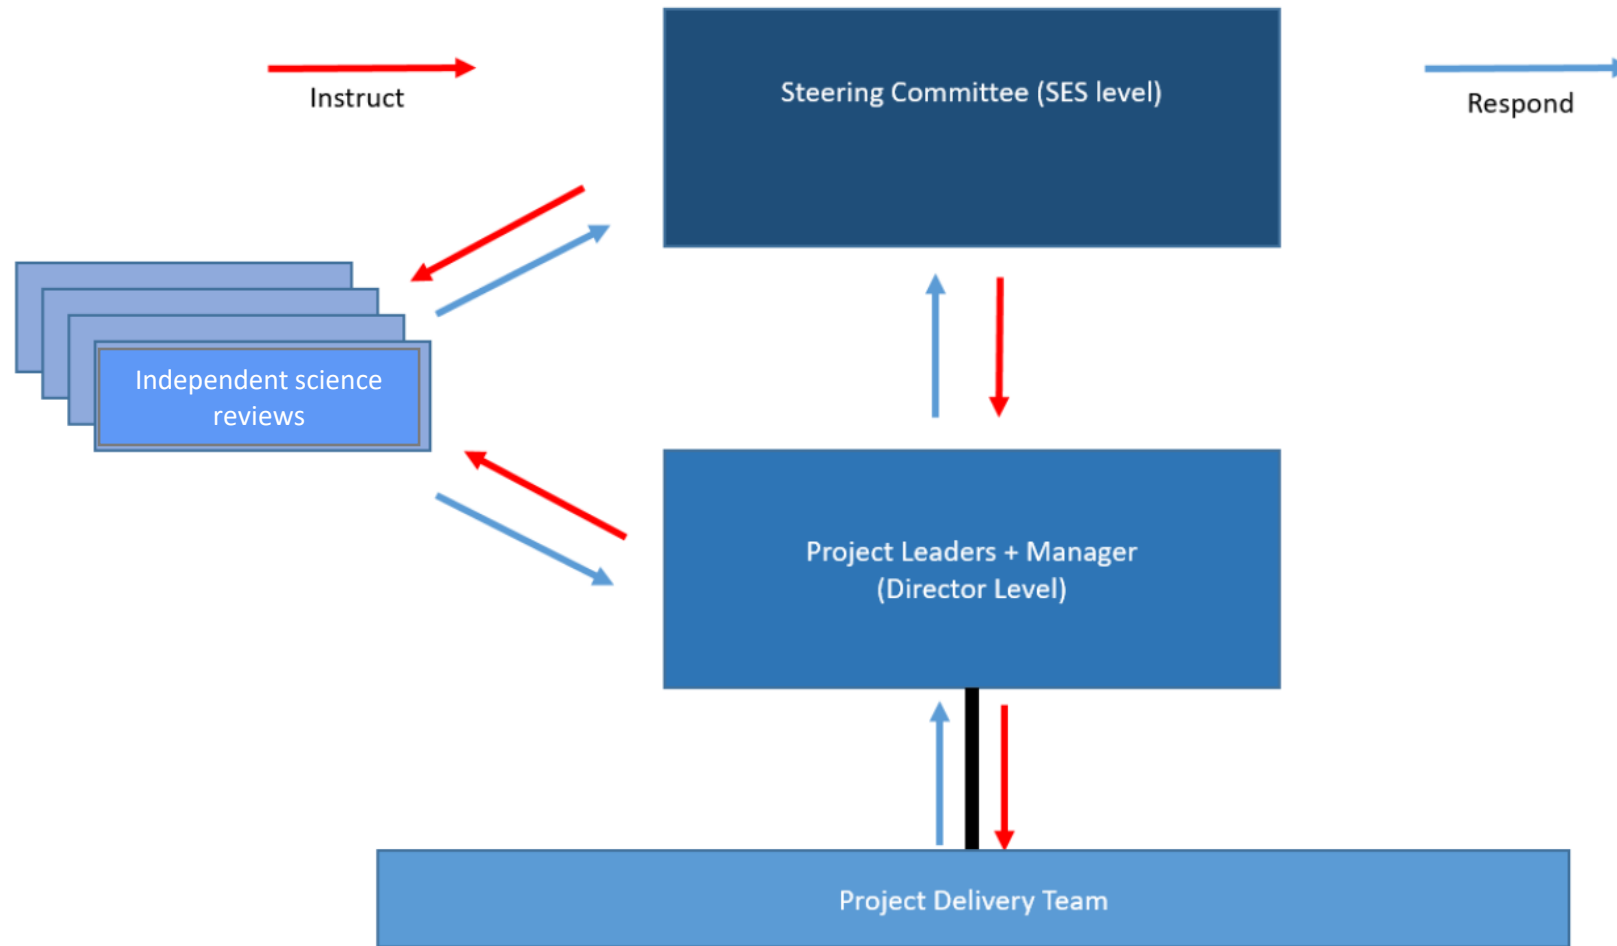 Steering Committee (SES level)
Instruct
Respond
Independent science
reviews
Project Leaders + Manager
(Director Level)
Project Delivery Team